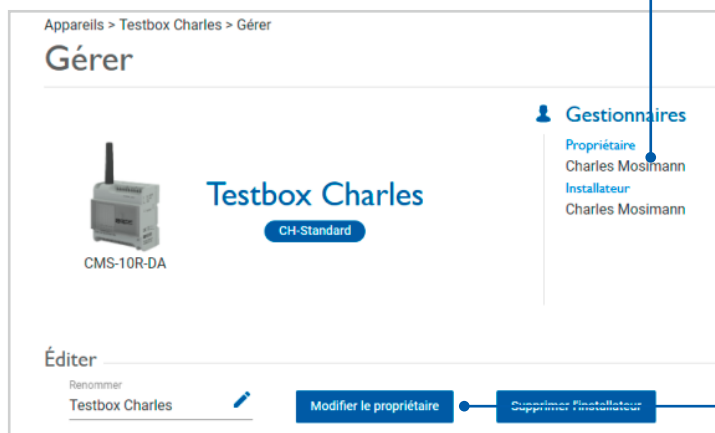 Appareils > Testbox Charles > Gérer
Gérer
Gestionnaires
Propriétaire
Charles Mosimann
Installateur
Charles Mosimann
Testbox Charles
CH-Standard
CMS-10R-DA
Éditer
Renommer
Testbox Charles
Modifier le propriétaire
Supprimer l'installateur